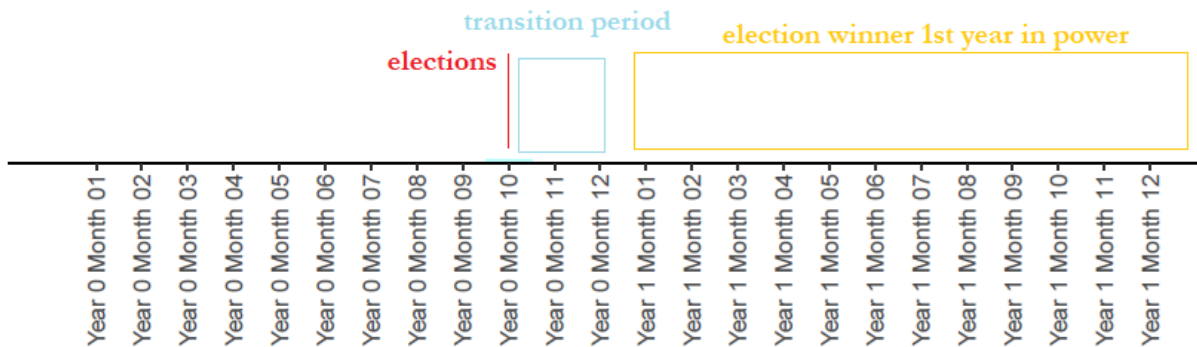 transition period
election winner 1st year in power
elections
Year 0 Month 01
Year 0 Month 02
Year 0 Month 03
Year 0 Month 04
Year 0 Month 05
Year 0 Month 06
Year 0 Month 07
Year 0 Month 08
Year 0 Month 09
Year 0 Month 10
Year 0 Month 11
Year 0 Month 12
Year 1 Month 01
Year 1 Month 02
Year 1 Month 03
Year 1 Month 04
Year 1 Month 05
Year 1 Month 06
Year 1 Month 07
Year 1 Month 08
Year 1 Month 09
Year 1 Month 10
Year 1 Month 11
Year 1 Month 12